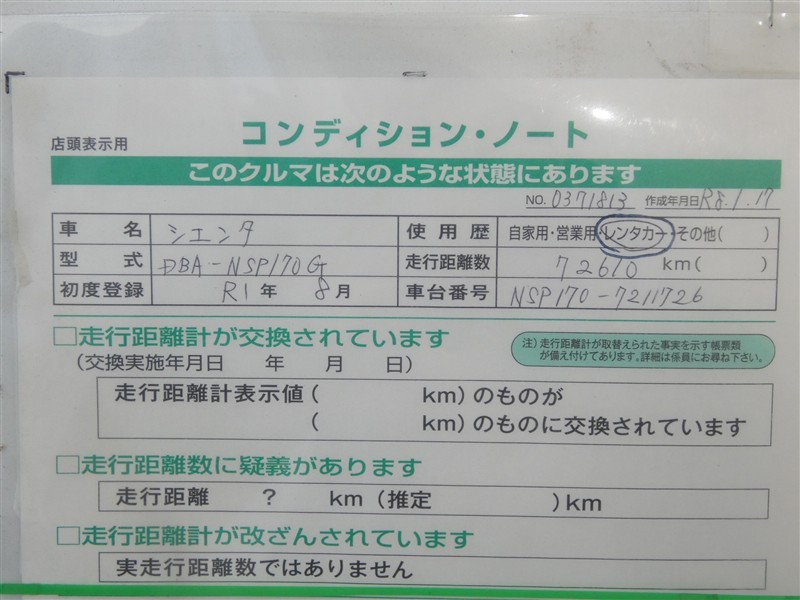 コンディション・ノート
店頭表示用
このクルマは次のような状態にあります
NO. 0371813 作成年月日 R8.1.17
車名 シエンタ 使用歴 自家用・営業用・レンタカー・その他( )
型式 DBA-NSP170G 走行距離数 72610 km( )
初度登録 R1年 8月 車台番号 NSP170-7211726
□走行距離計が交換されています
(交換実施年月日 年 月 日)
注）走行距離計が取替えられた事実を示す帳票類
が備え付けてあります。詳細は係員にお尋ね下さい。
走行距離計表示値( km)のものが
( km)のものに交換されています
□走行距離数に疑義があります
走行距離 ? km(推定 )km
□走行距離計が改ざんされています
実走行距離数ではありません